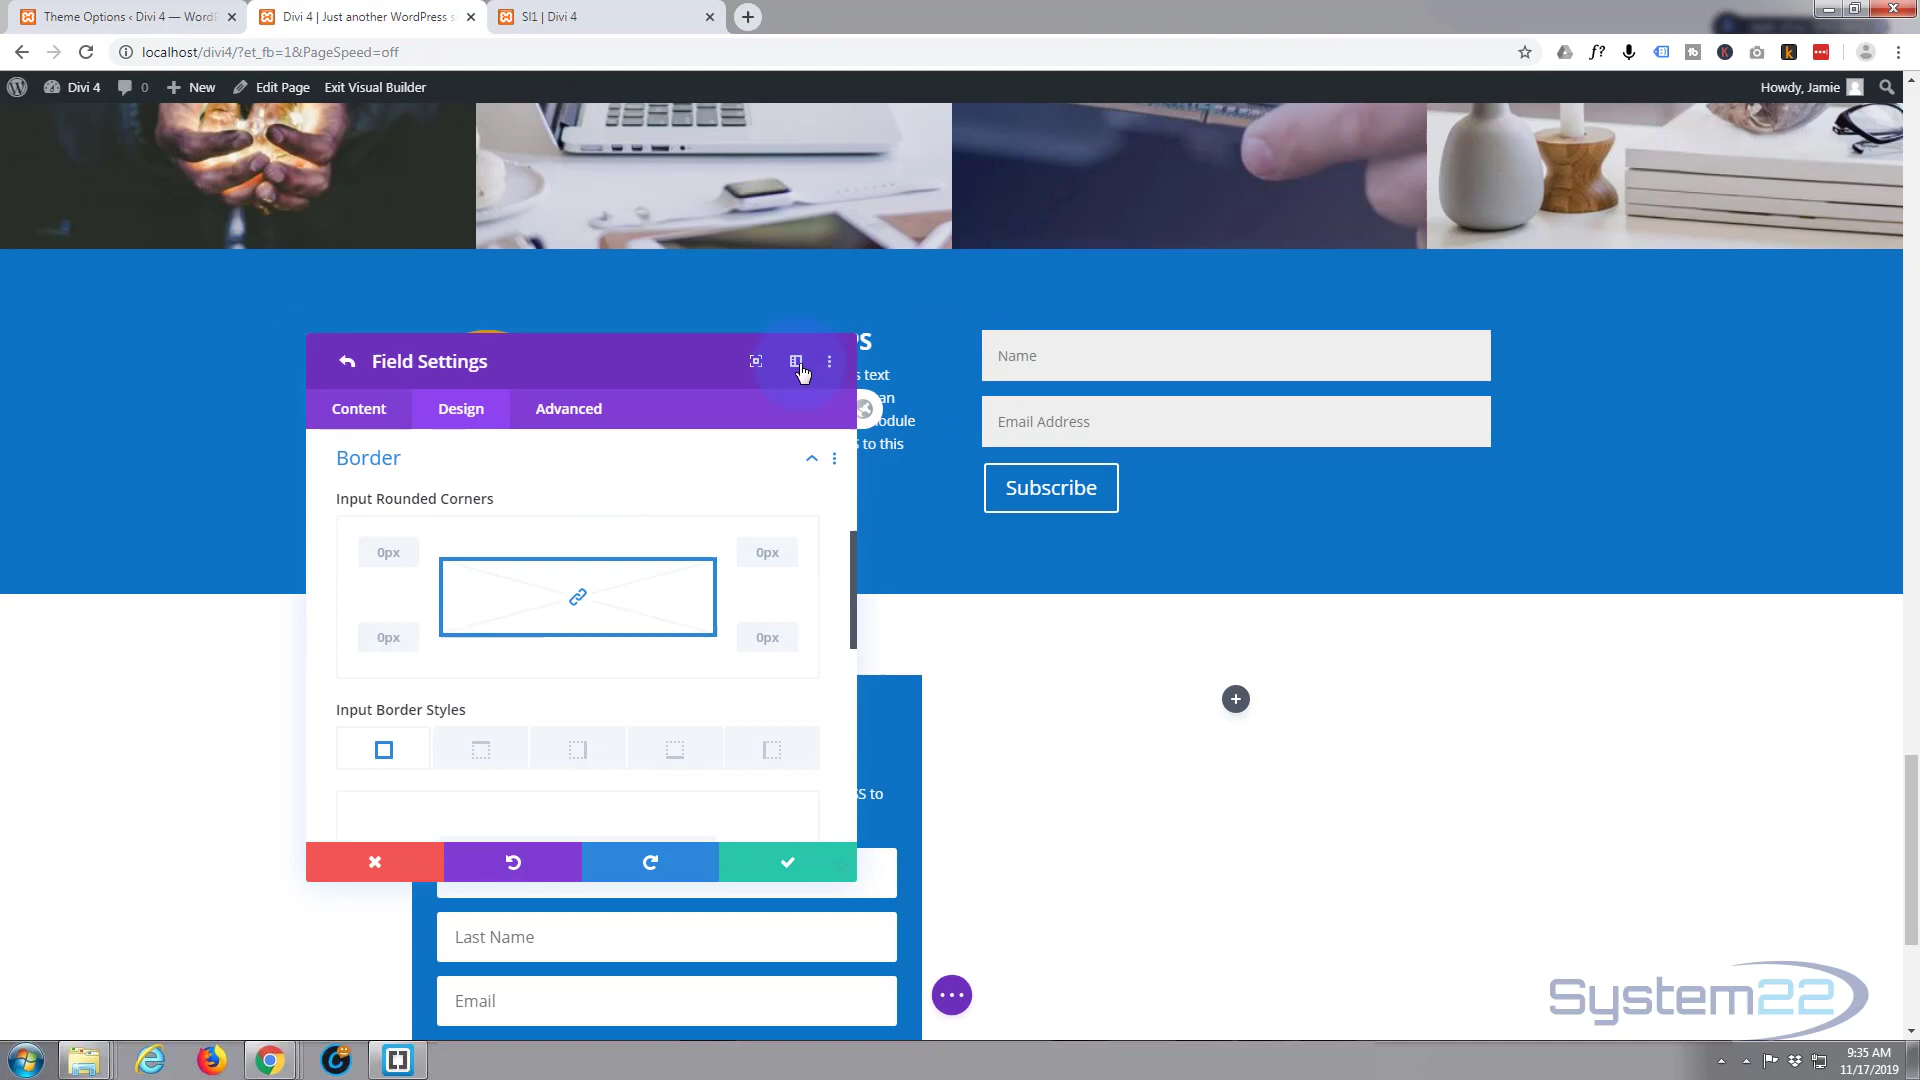 Theme Options ‹ Divi 4 — WordP
Divi 4 | Just another WordPress s
SI1 | Divi 4
localhost/divi4/?et_fb=1&PageSpeed=off
Divi 4
0
New
Edit Page
Exit Visual Builder
Howdy, Jamie
Field Settings
Content
Design
Advanced
Border
Input Rounded Corners
0px
0px
0px
0px
Input Border Styles
PS
s text
an
odule
S to this
Name
Email Address
Subscribe
SS to
Last Name
Email
System22
9:35 AM
11/17/2019